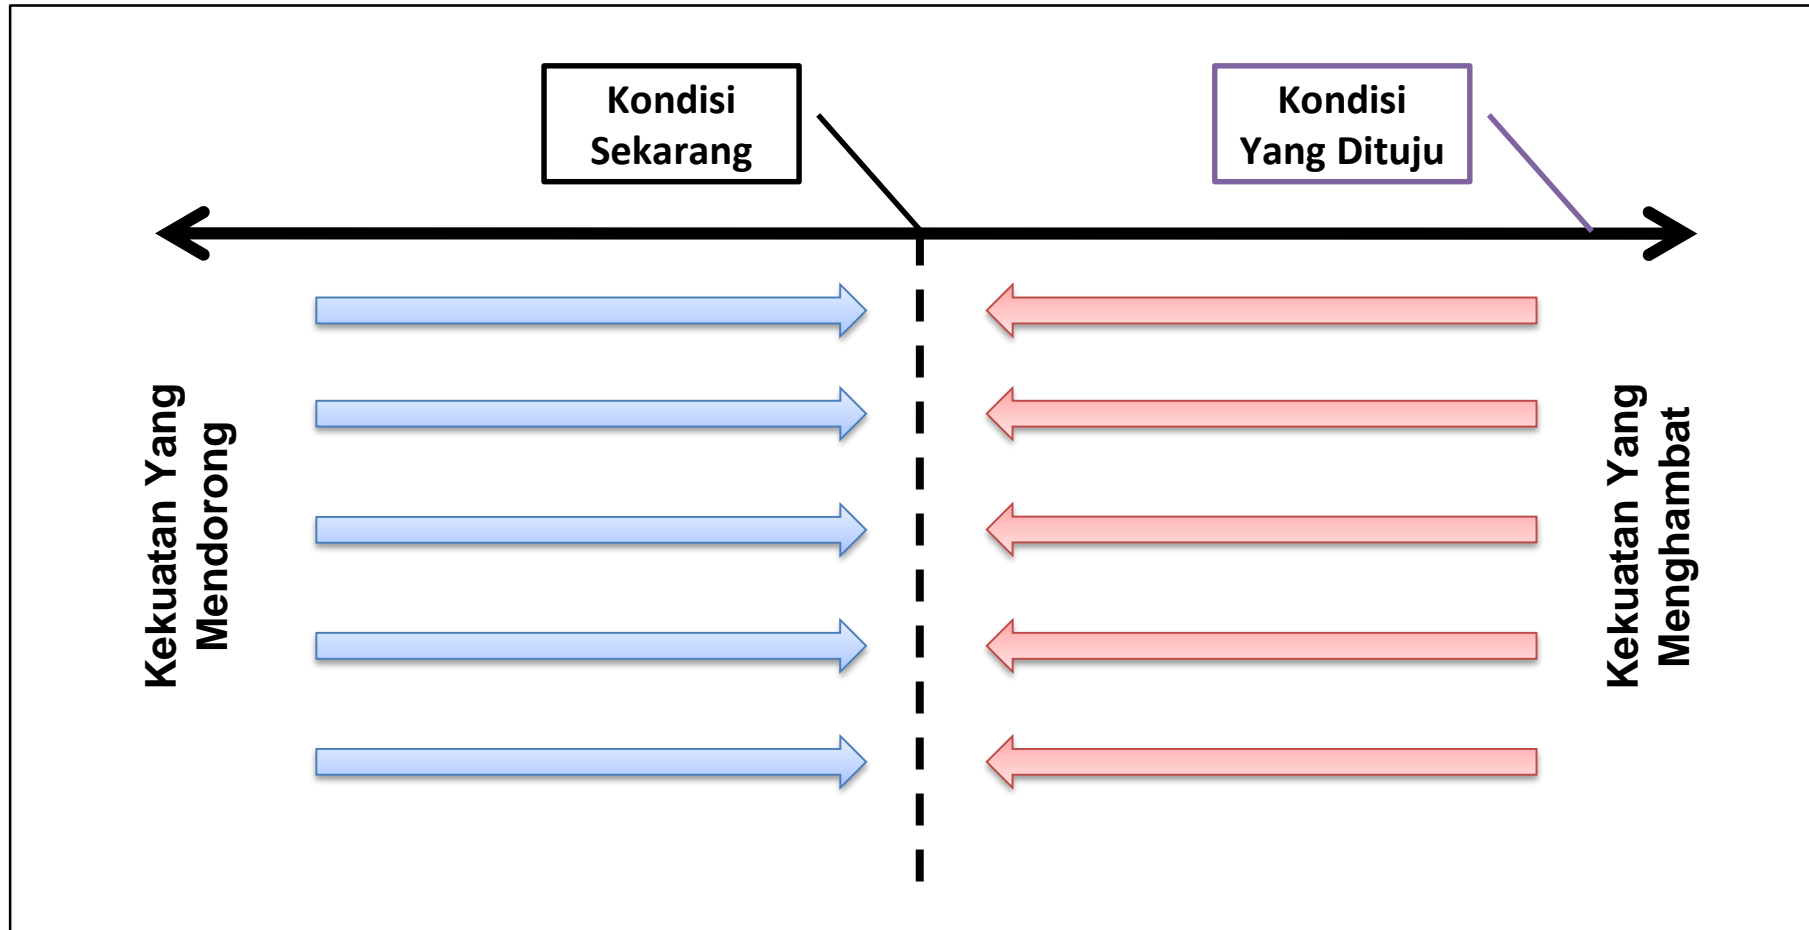 Kondisi
Sekarang
Kondisi
Yang Dituju
Kekuatan Yang
Mendorong
Kekuatan Yang
Menghambat